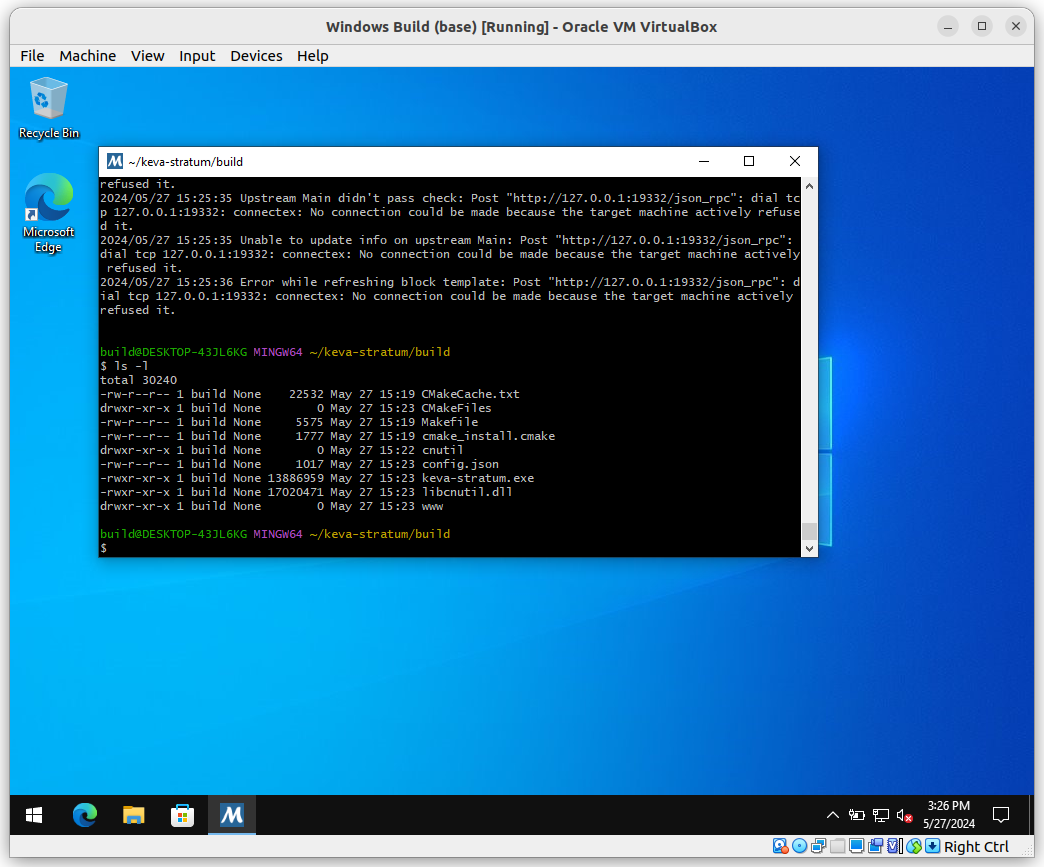 Windows Build (base) [Running] - Oracle VM VirtualBox
File Machine View Input Devices Help
Recycle Bin
Microsoft
Edge
~/keva-stratum/build
refused it.
2024/05/27 15:25:35 Upstream Main didn't pass check: Post "http://127.0.0.1:19332/json_rpc": dial tc
p 127.0.0.1:19332: connectex: No connection could be made because the target machine actively refuse
d it.
2024/05/27 15:25:35 Unable to update info on upstream Main: Post "http://127.0.0.1:19332/json_rpc":
dial tcp 127.0.0.1:19332: connectex: No connection could be made because the target machine actively
 refused it.
2024/05/27 15:25:36 Error while refreshing block template: Post "http://127.0.0.1:19332/json_rpc": d
ial tcp 127.0.0.1:19332: connectex: No connection could be made because the target machine actively
refused it.
build@DESKTOP-43JL6KG MINGW64 ~/keva-stratum/build
$ ls -l
total 30240
-rw-r--r-- 1 build None    22532 May 27 15:19 CMakeCache.txt
drwxr-xr-x 1 build None        0 May 27 15:23 CMakeFiles
-rw-r--r-- 1 build None     5575 May 27 15:19 Makefile
-rw-r--r-- 1 build None     1777 May 27 15:19 cmake_install.cmake
drwxr-xr-x 1 build None        0 May 27 15:22 cnutil
-rw-r--r-- 1 build None     1017 May 27 15:23 config.json
-rwxr-xr-x 1 build None 13886959 May 27 15:23 keva-stratum.exe
-rwxr-xr-x 1 build None 17020471 May 27 15:23 libcnutil.dll
drwxr-xr-x 1 build None        0 May 27 15:23 www
build@DESKTOP-43JL6KG MINGW64 ~/keva-stratum/build
$
3:26 PM
5/27/2024
Right Ctrl